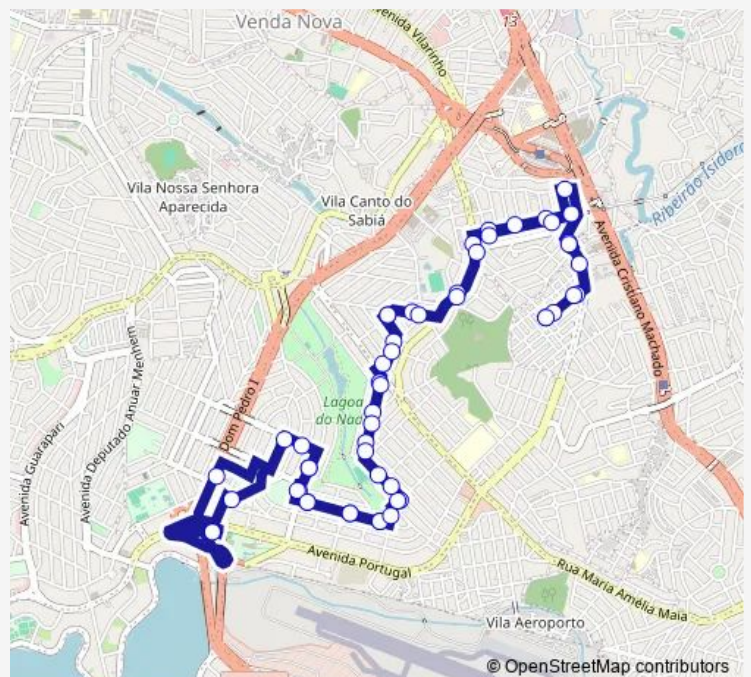 Venda Nova
Avenida Vilarinho
13
Vila Nossa Senhora
Aparecida
Vila Canto do
Sabiá
Ribeirão Isidoro
Avenida Cristiano Machado
Avenida Deputado Anuar Menhem
Dom Pedro I
Lagoa
do Nado
Avenida Guarapari
Avenida Portugal
Rua Maria Amélia Maia
Vila Aeroporto
© OpenStreetMap contributors